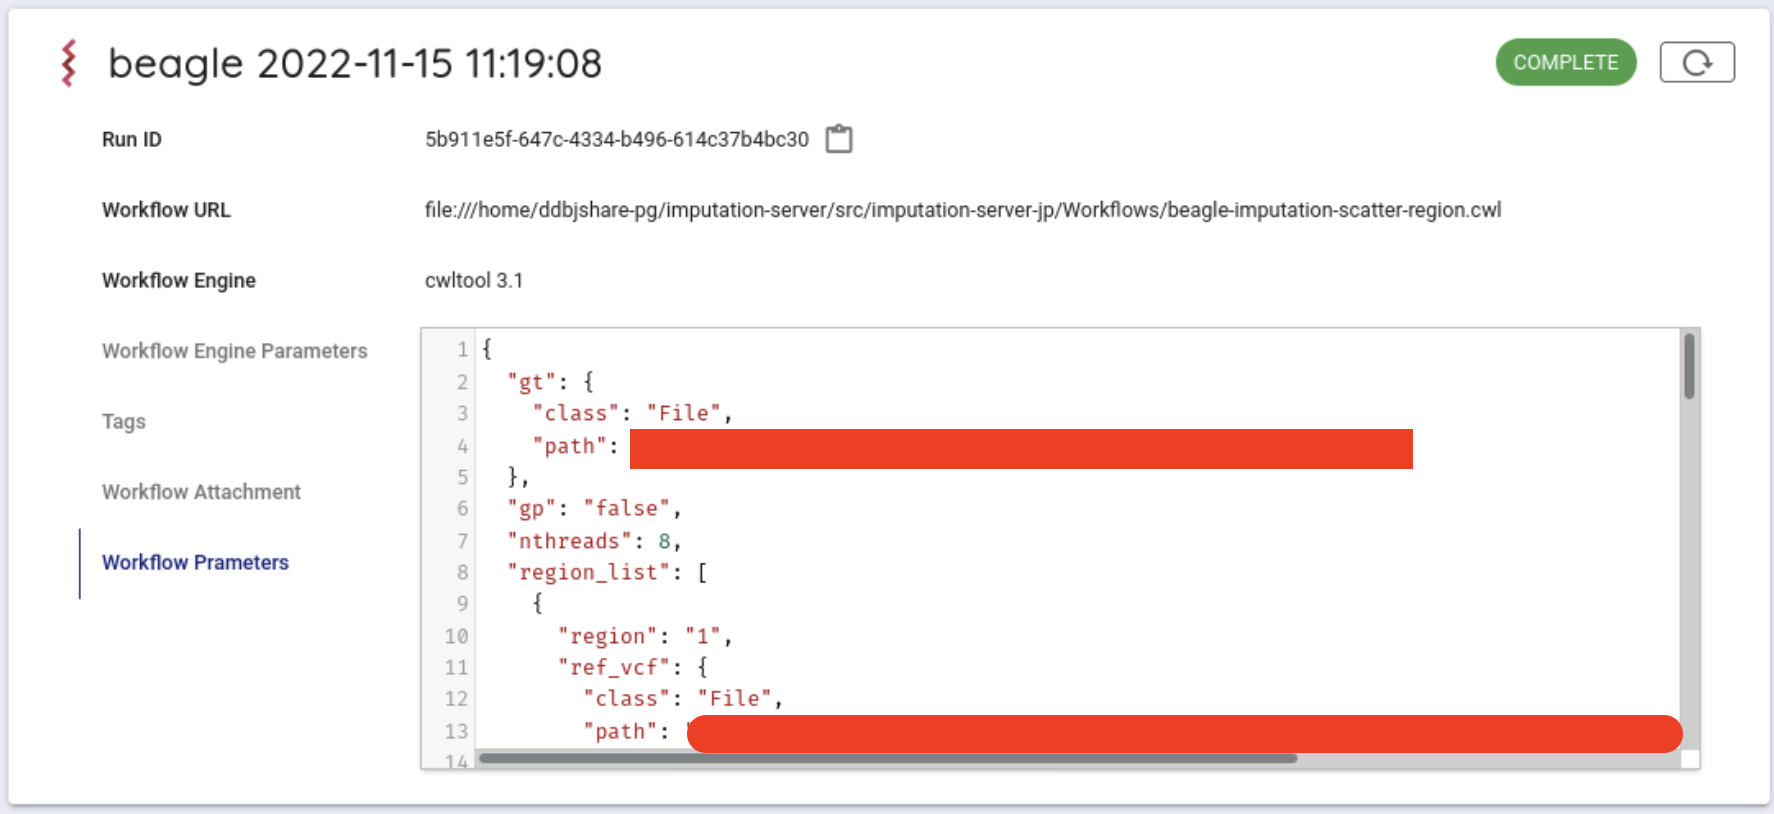 beagle 2022-11-15 11:19:08
COMPLETE
Run ID
5b911e5f-647c-4334-b496-614c37b4bc30
Workflow URL
file:///home/ddbjshare-pg/imputation-server/src/imputation-server-jp/Workflows/beagle-imputation-scatter-region.cwl
Workflow Engine
cwltool 3.1
Workflow Engine Parameters
Tags
Workflow Attachment
Workflow Prameters
1 {
2 "gt": {
3 "class": "File",
4 "path":
5 },
6 "gp": "false",
7 "nthreads": 8,
8 "region_list": [
9 {
10 "region": "1",
11 "ref_vcf": {
12 "class": "File",
13 "path": "
14